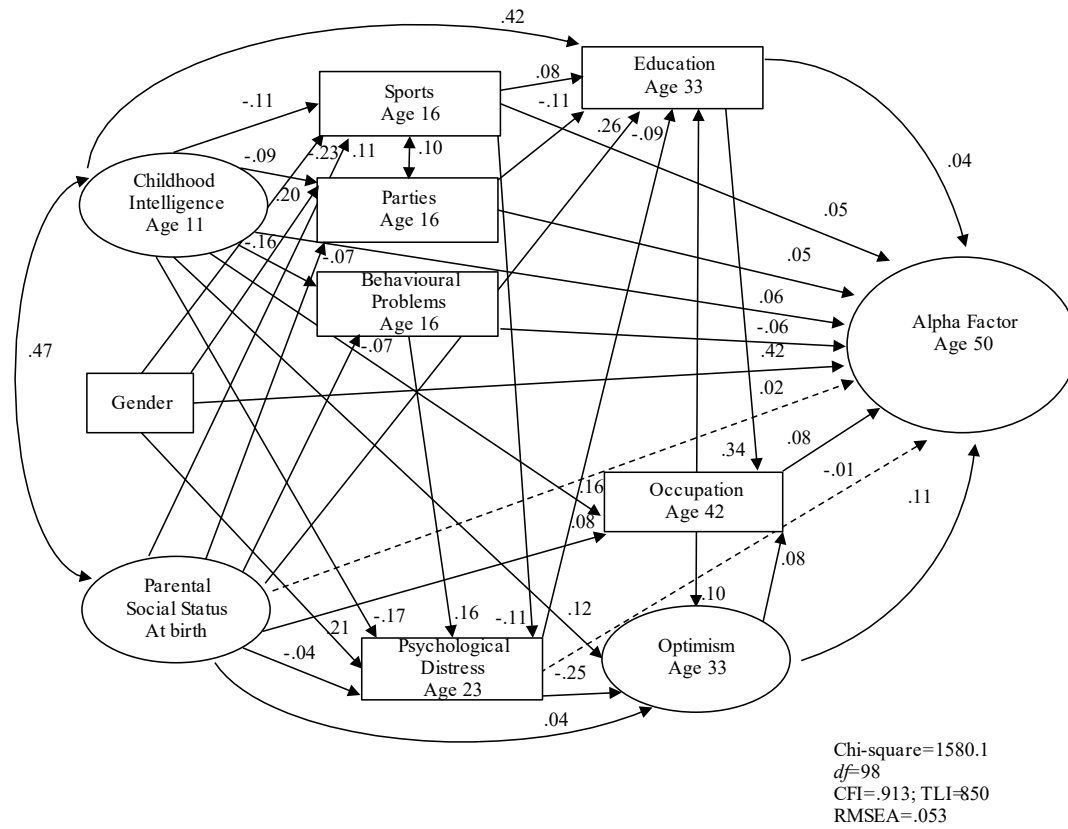 .42
Education
Age 33
.08
Sports
Age 16
-.11
-.11
.26
-.09
.04
-.09
-.23
.11
.10
Childhood
Intelligence
Age 11
.20
Parties
Age 16
.05
-.16
-.07
.05
Behavioural
Problems
Age 16
.06
-.06
Alpha Factor
Age 50
.47
-.07
.42
.02
Gender
.34
.08
-.01
.16
Occupation
Age 42
.11
.08
.08
Parental
Social Status
At birth
.10
-.17
.16
-.11
.12
.21
-.04
Psychological
Distress
Age 23
-.25
Optimism
Age 33
.04
Chi-square=1580.1
df=98
CFI=.913; TLI=850
RMSEA=.053